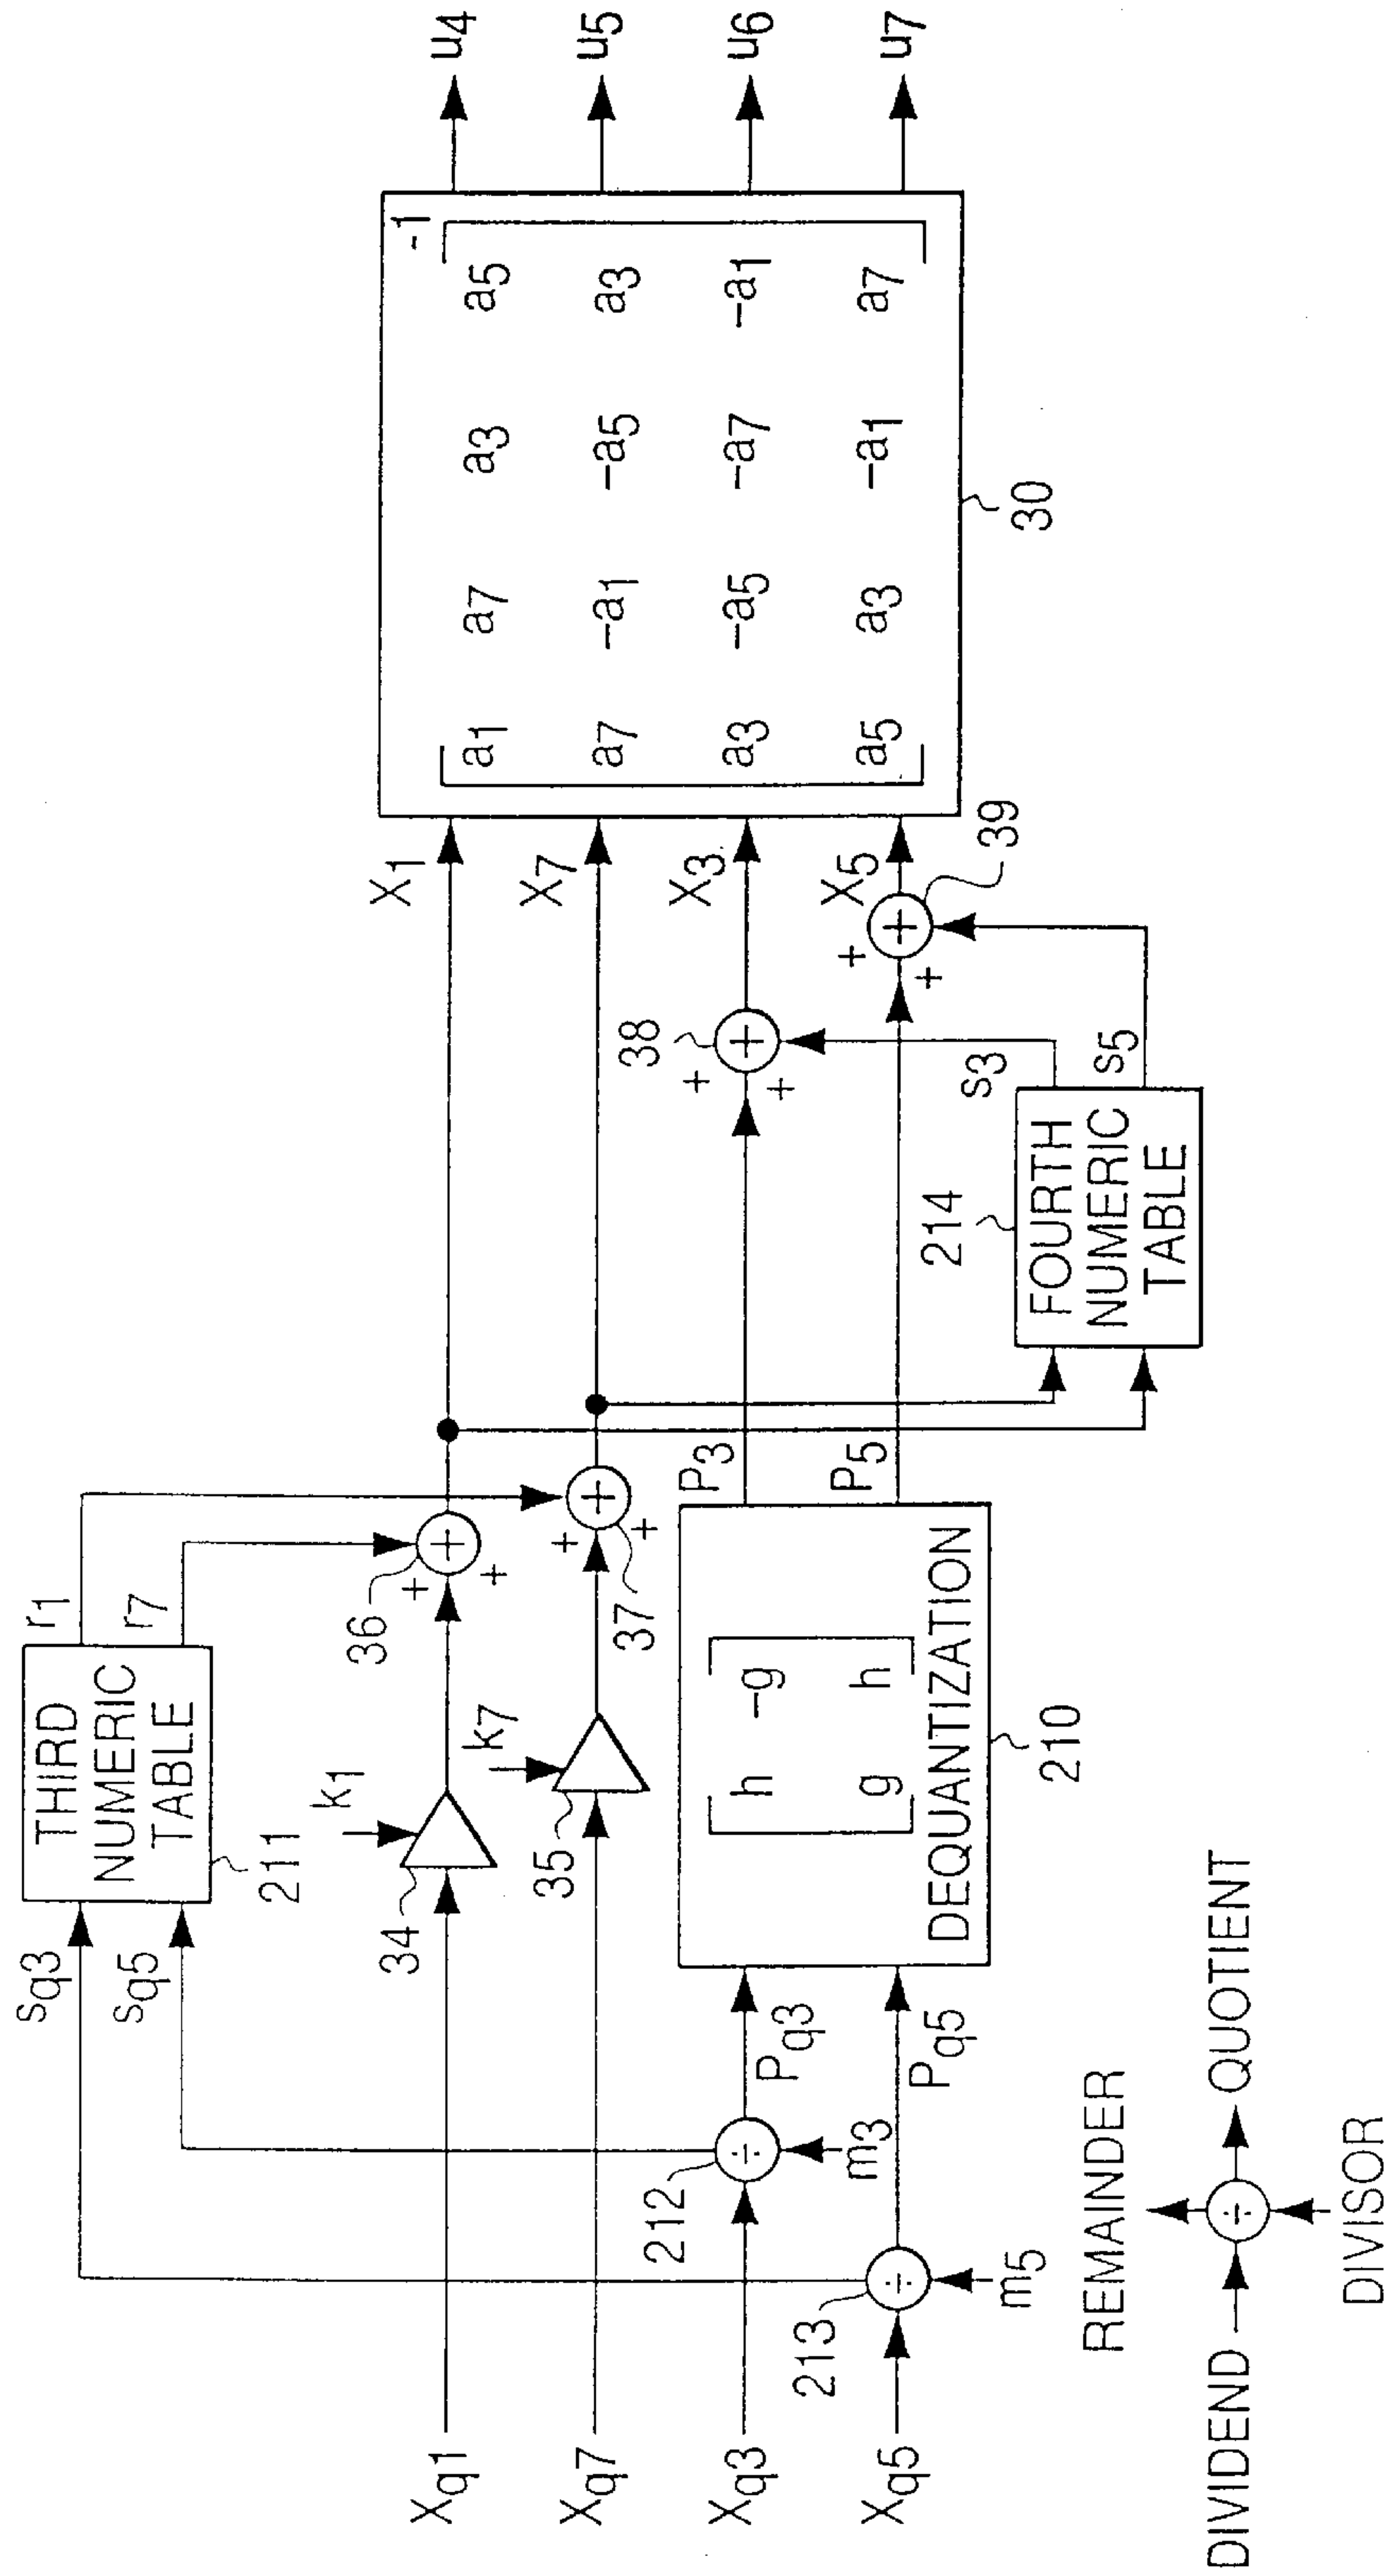 THIRD
NUMERIC
TABLE
211
sq3
sq5
r1
r7
Xq1
Xq7
Xq3
Xq5
34
k1
35
k7
36
+
+
+
37
+
+
+
212
÷
m3
Pq3
213
÷
m5
Pq5
h -g
g h
DEQUANTIZATION
210
P3
P5
214
FOURTH
NUMERIC
TABLE
s3
s5
38
+
+
+
39
+
+
+
X1
X7
X3
X5
-1
a1 a7 a3 a5
a7 -a1 -a5 a3
a3 -a5 -a7 -a1
a5 a3 -a1 a7
30
u4
u5
u6
u7
REMAINDER
DIVIDEND
÷
QUOTIENT
DIVISOR